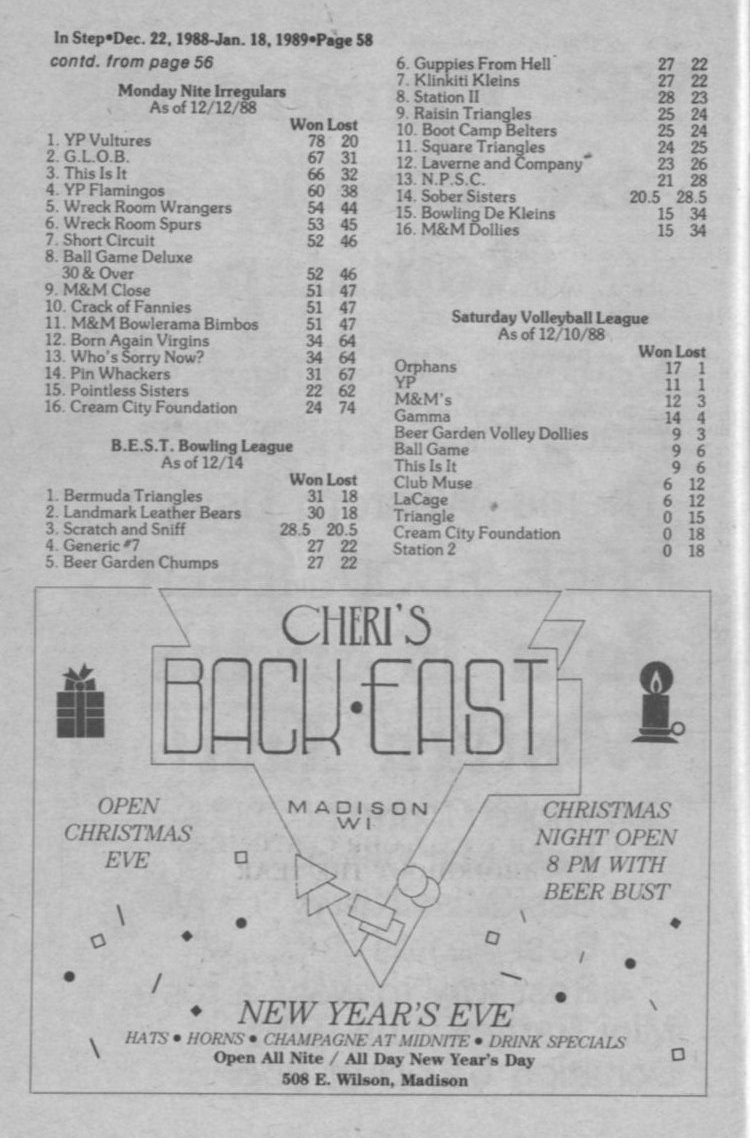 In Step•Dec. 22, 1988-Jan. 18, 1989•Page 58
contd. from page 56
Monday Nite Irregulars
As of 12/12/88
Won Lost
1. YP Vultures 78 20
2. G.L.O.B. 67 31
3. This Is It 66 32
4. YP Flamingos 60 38
5. Wreck Room Wrangers 54 44
6. Wreck Room Spurs 53 45
7. Short Circuit 52 46
8. Ball Game Deluxe
30 & Over 52 46
9. M&M Close 51 47
10. Crack of Fannies 51 47
11. M&M Bowlerama Bimbos 51 47
12. Born Again Virgins 34 64
13. Who's Sorry Now? 34 64
14. Pin Whackers 31 67
15. Pointless Sisters 22 62
16. Cream City Foundation 24 74
B.E.S.T. Bowling League
As of 12/14
Won Lost
1. Bermuda Triangles 31 18
2. Landmark Leather Bears 30 18
3. Scratch and Sniff 28.5 20.5
4. Generic #7 27 22
5. Beer Garden Chumps 27 22
6. Guppies From Hell 27 22
7. Klinkiti Kleins 27 22
8. Station II 28 23
9. Raisin Triangles 25 24
10. Boot Camp Belters 25 24
11. Square Triangles 24 25
12. Laverne and Company 23 26
13. N.P.S.C. 21 28
14. Sober Sisters 20.5 28.5
15. Bowling De Kleins 15 34
16. M&M Dollies 15 34
Saturday Volleyball League
As of 12/10/88
Won Lost
Orphans 17 1
YP 11 1
M&M's 12 3
Gamma 14 4
Beer Garden Volley Dollies 9 3
Ball Game 9 6
This Is It 9 6
Club Muse 6 12
LaCage 6 12
Triangle 0 15
Cream City Foundation 0 18
Station 2 0 18
CHERI'S
BACK•EAST
MADISON
WI
OPEN
CHRISTMAS
EVE
CHRISTMAS
NIGHT OPEN
8 PM WITH
BEER BUST
NEW YEAR'S EVE
HATS • HORNS • CHAMPAGNE AT MIDNITE • DRINK SPECIALS
Open All Nite / All Day New Year's Day
508 E. Wilson, Madison